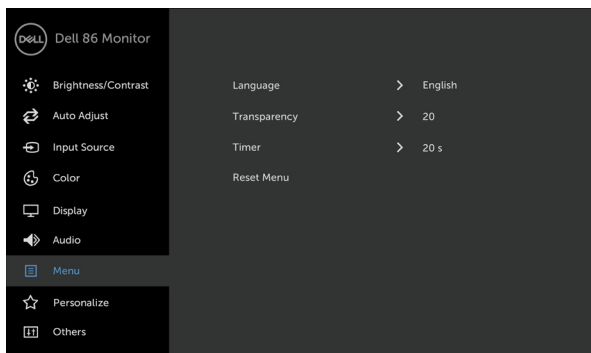 DELL Dell 86 Monitor
Brightness/Contrast
Auto Adjust
Input Source
Color
Display
Audio
Menu
Personalize
Others
Language > English
Transparency > 20
Timer > 20 s
Reset Menu